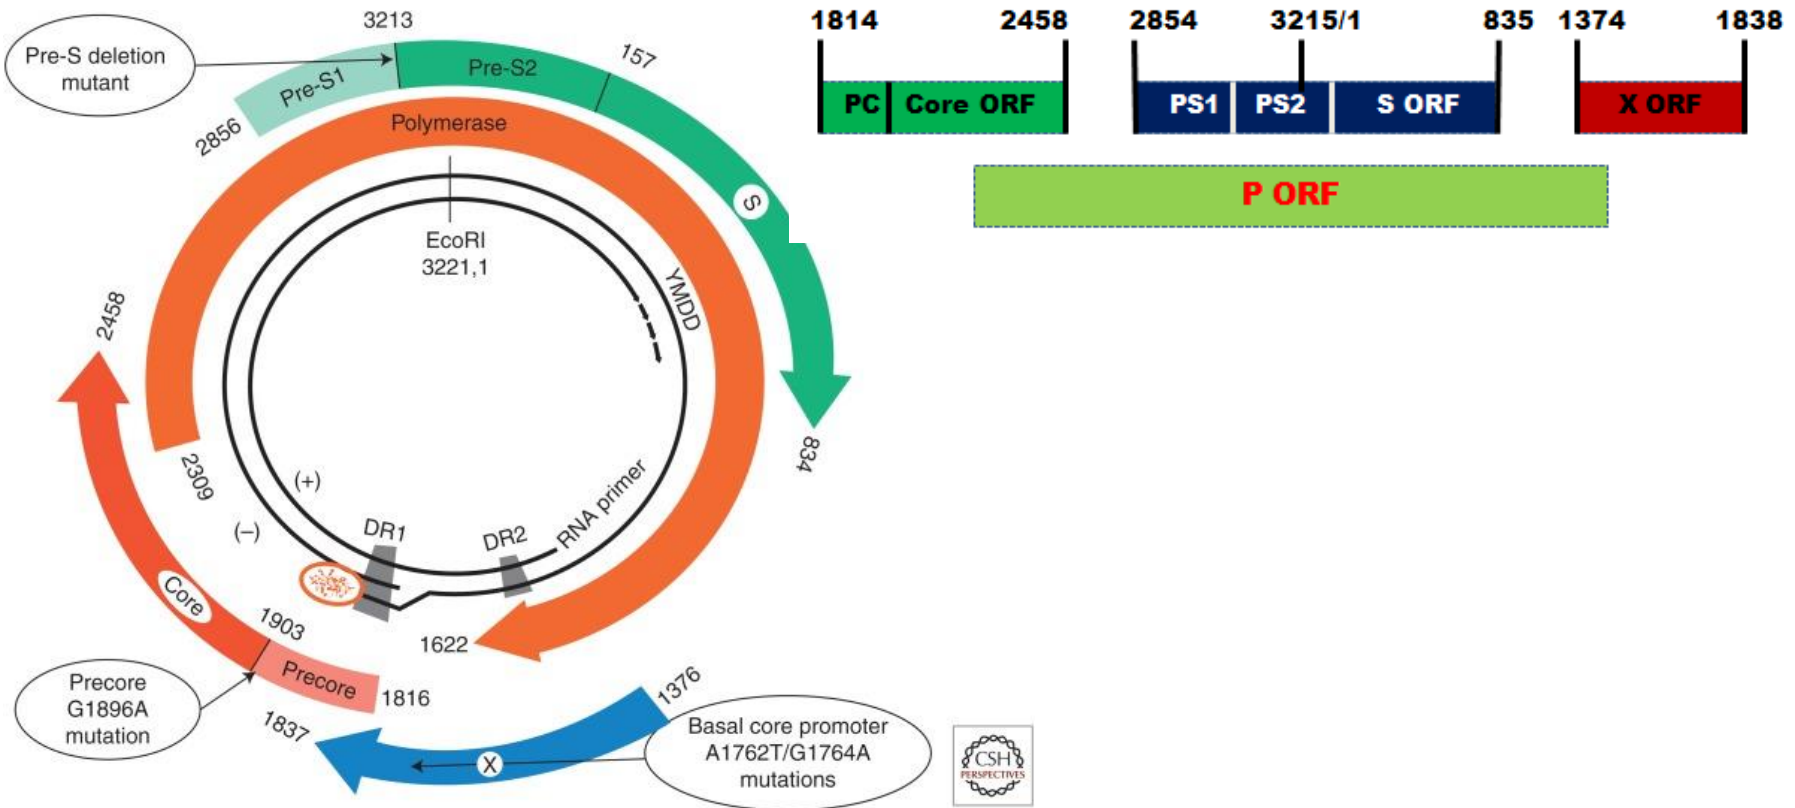 3213
Pre-S deletion
mutant
Pre-S1
Pre-S2
157
2856
Polymerase
S
EcoRI
3221,1
YMDD
2458
834
2309
(+)
(–)
DR1
DR2
RNA primer
Core
1903
1622
Precore
1816
Precore
G1896A
mutation
1837
1376
X
Basal core promoter
A1762T/G1764A
mutations
CSH
PERSPECTIVES
1814 2458 2854 3215/1 835 1374 1838
PC Core ORF PS1 PS2 S ORF X ORF
P ORF